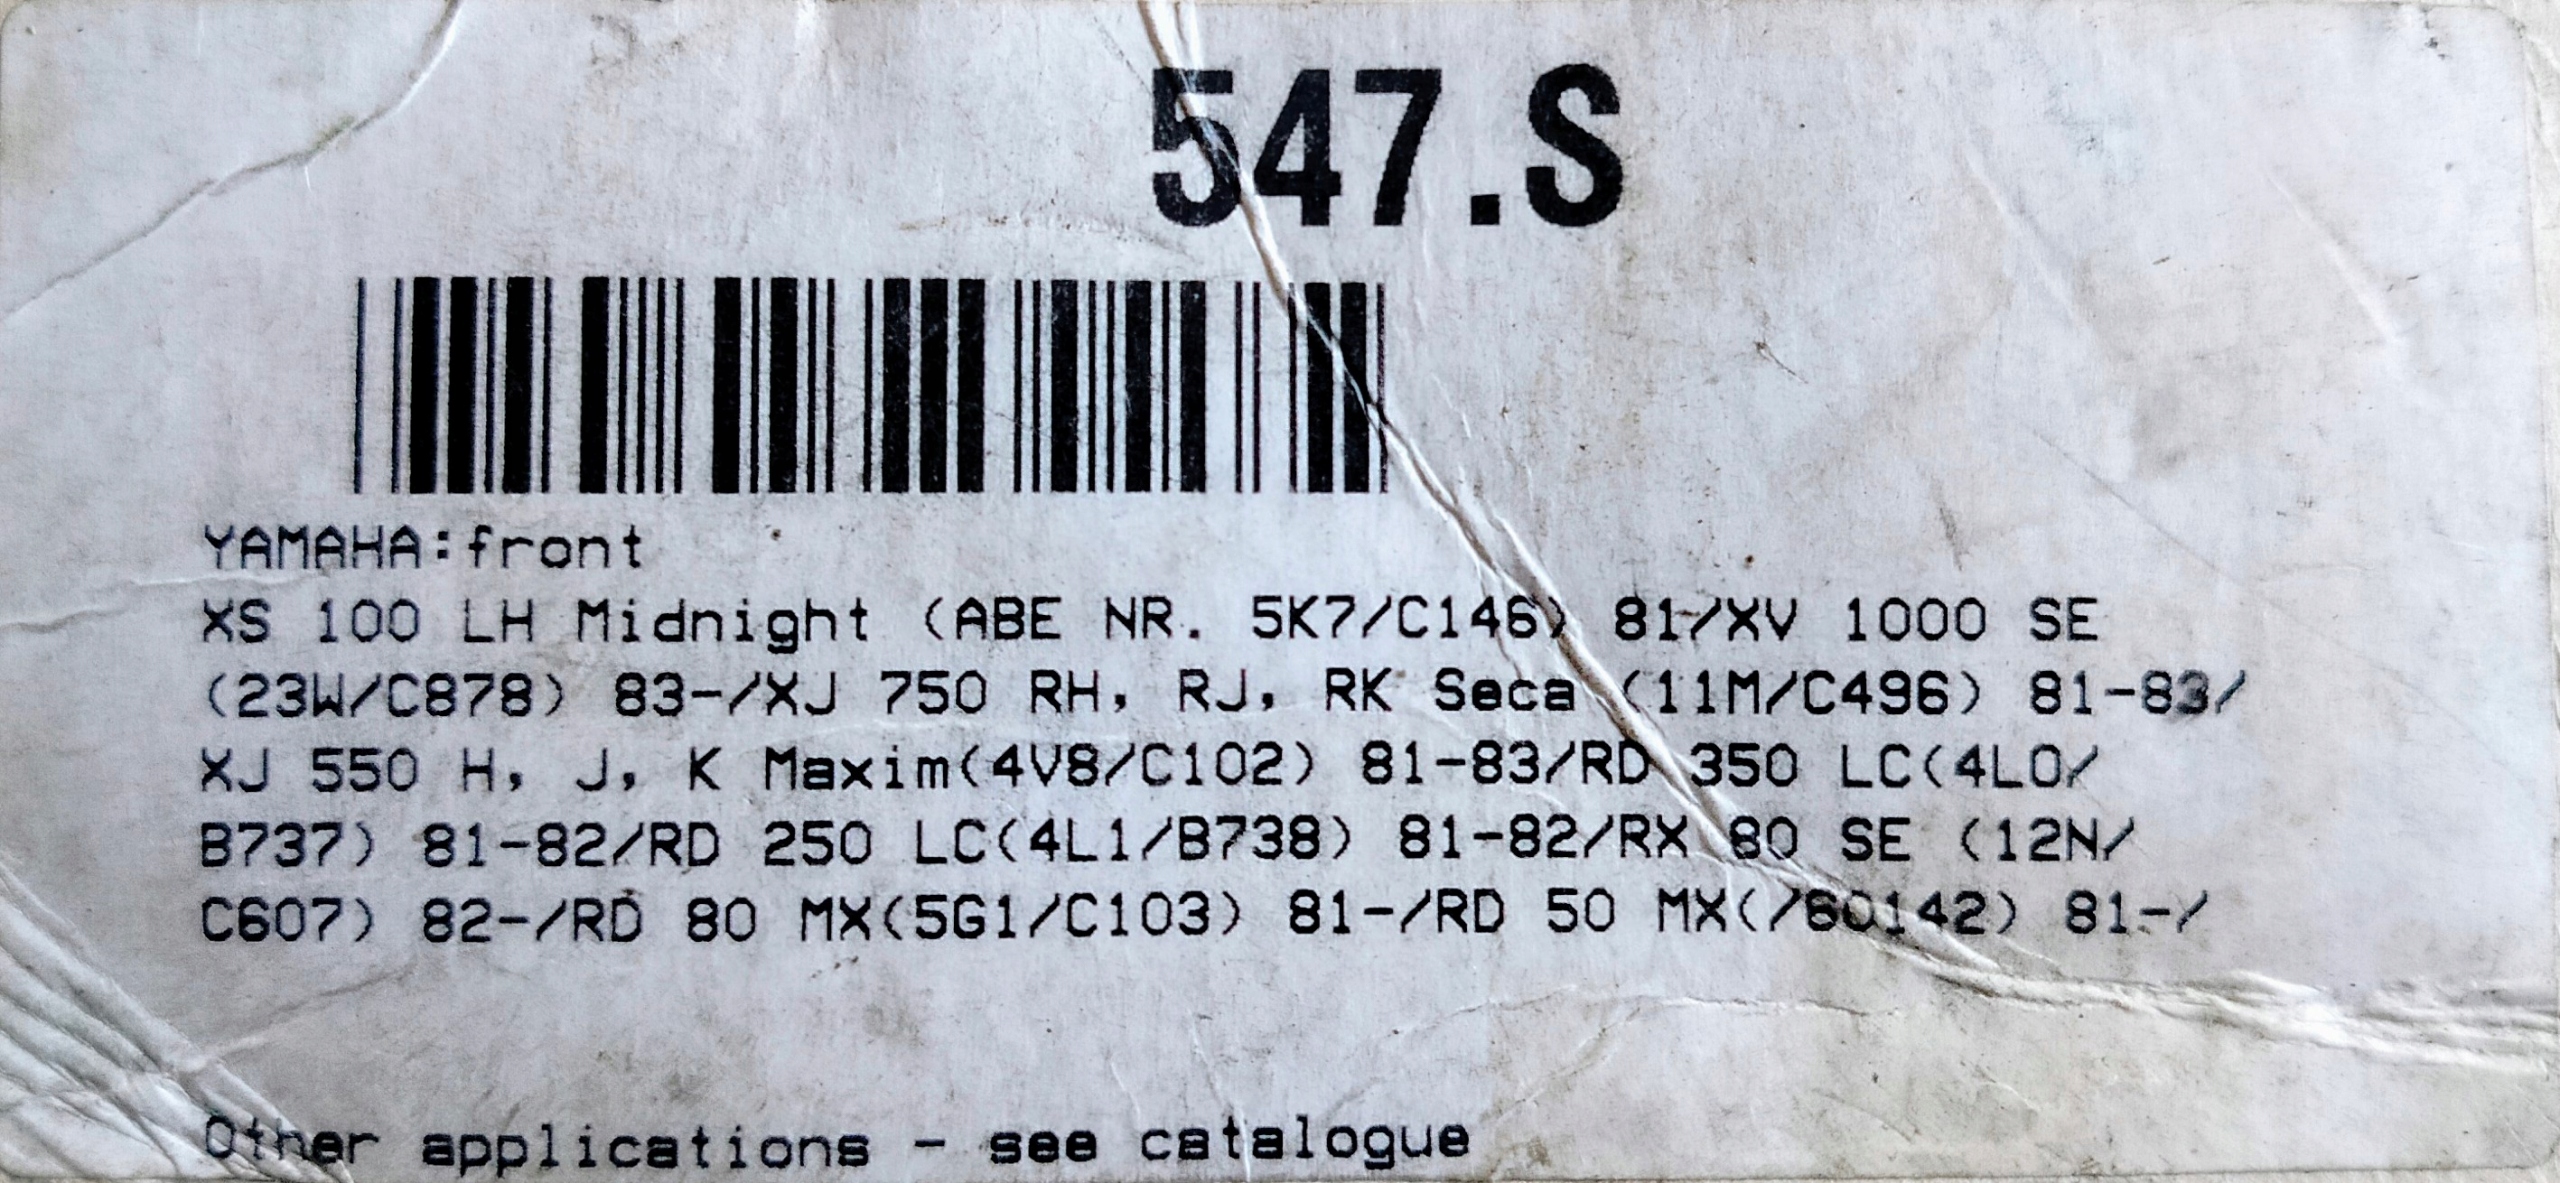 547.S
YAMAHA:front
XS 100 LH Midnight (ABE NR. 5K7/C146) 81-/XV 1000 SE
(23W/C878) 83-/XJ 750 RH, RJ, RK Seca (11M/C496) 81-83/
XJ 550 H, J, K Maxim(4V8/C102) 81-83/RD 350 LC(4L0/
B737) 81-82/RD 250 LC(4L1/B738) 81-82/RX 80 SE (12N/
C607) 82-/RD 80 MX(5G1/C103) 81-/RD 50 MX(/60142) 81-/
Other applications - see catalogue